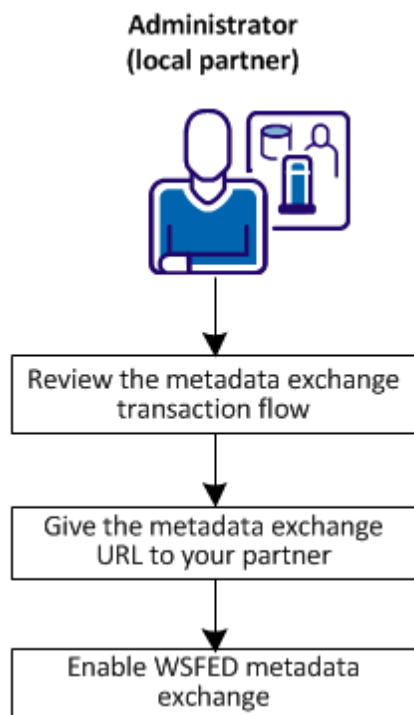 Administrator
(local partner)
Review the metadata exchange
transaction flow
Give the metadata exchange
URL to your partner
Enable WSFED metadata
exchange